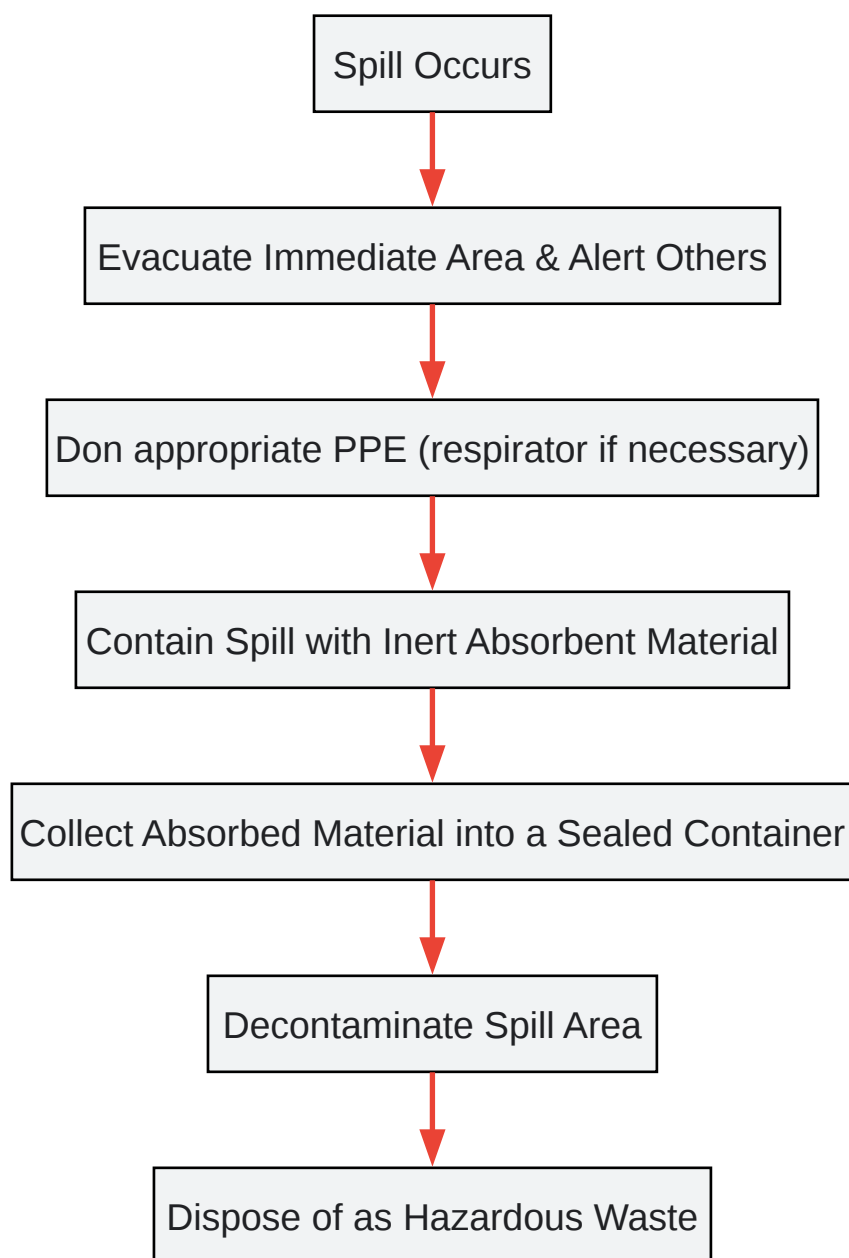 Spill Occurs
Evacuate Immediate Area & Alert Others
Don appropriate PPE (respirator if necessary)
Contain Spill with Inert Absorbent Material
Collect Absorbed Material into a Sealed Container
Decontaminate Spill Area
Dispose of as Hazardous Waste